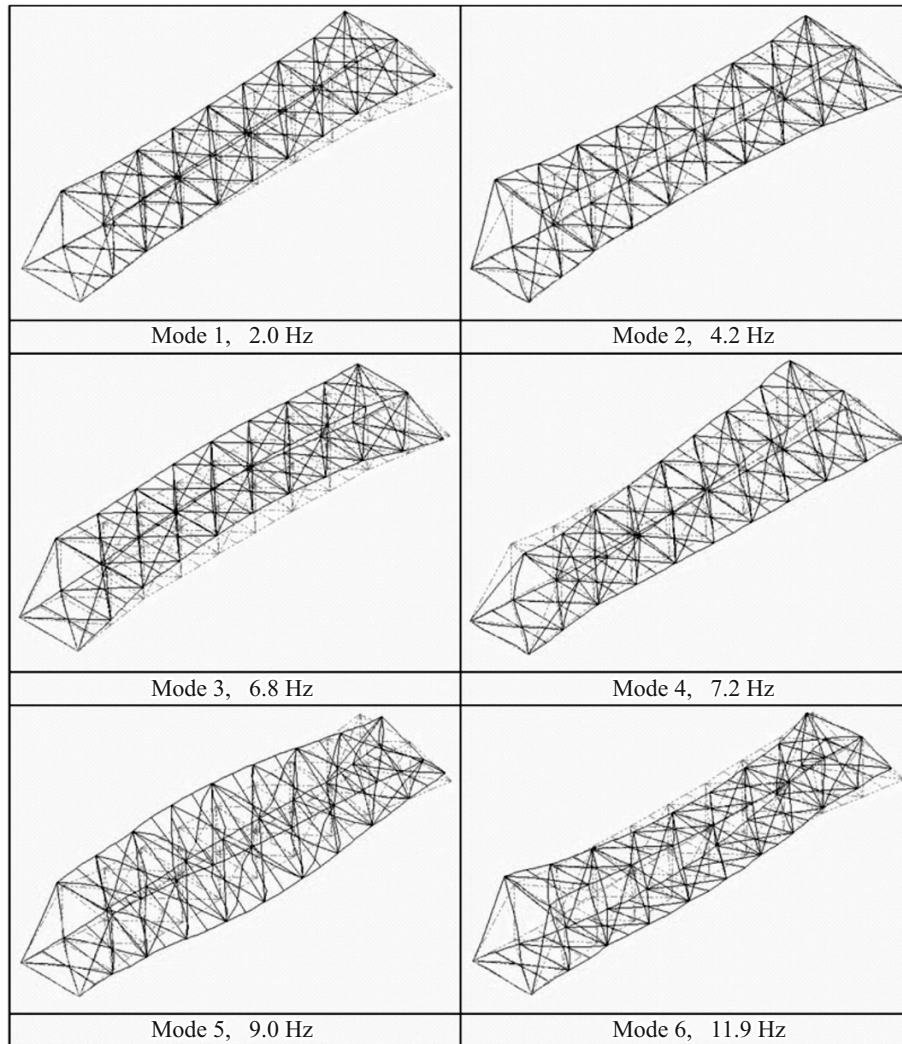 Mode 1, 2.0 Hz
Mode 2, 4.2 Hz
Mode 3, 6.8 Hz
Mode 4, 7.2 Hz
Mode 5, 9.0 Hz
Mode 6, 11.9 Hz